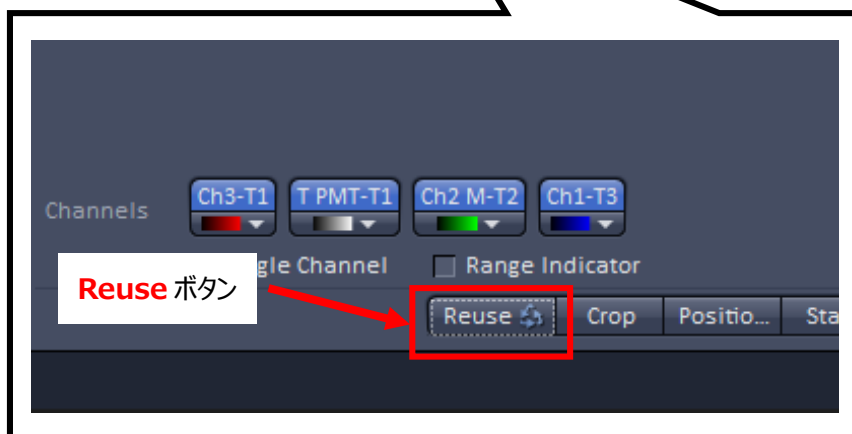 Channels
Ch3-T1
T PMT-T1
Ch2 M-T2
Ch1-T3
gle Channel
Range Indicator
Reuse ボタン
Reuse
Crop
Positio...
Sta